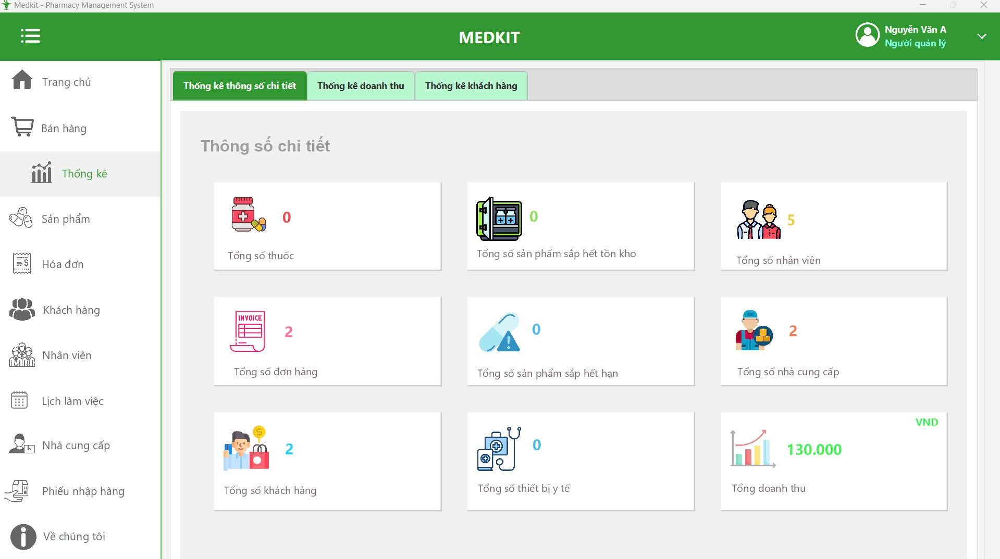 Medkit - Pharmacy Management System
MEDKIT
Nguyễn Văn A
Người quản lý
Trang chủ
Bán hàng
Thống kê
Sản phẩm
Hóa đơn
Khách hàng
Nhân viên
Lịch làm việc
Nhà cung cấp
Phiếu nhập hàng
Về chúng tôi
Thống kê thông số chi tiết
Thống kê doanh thu
Thống kê khách hàng
Thông số chi tiết
0
Tổng số thuốc
0
Tổng số sản phẩm sắp hết tồn kho
5
Tổng số nhân viên
INVOICE
2
Tổng số đơn hàng
0
Tổng số sản phẩm sắp hết hạn
2
Tổng số nhà cung cấp
2
Tổng số khách hàng
0
Tổng số thiết bị y tế
VND
130.000
Tổng doanh thu